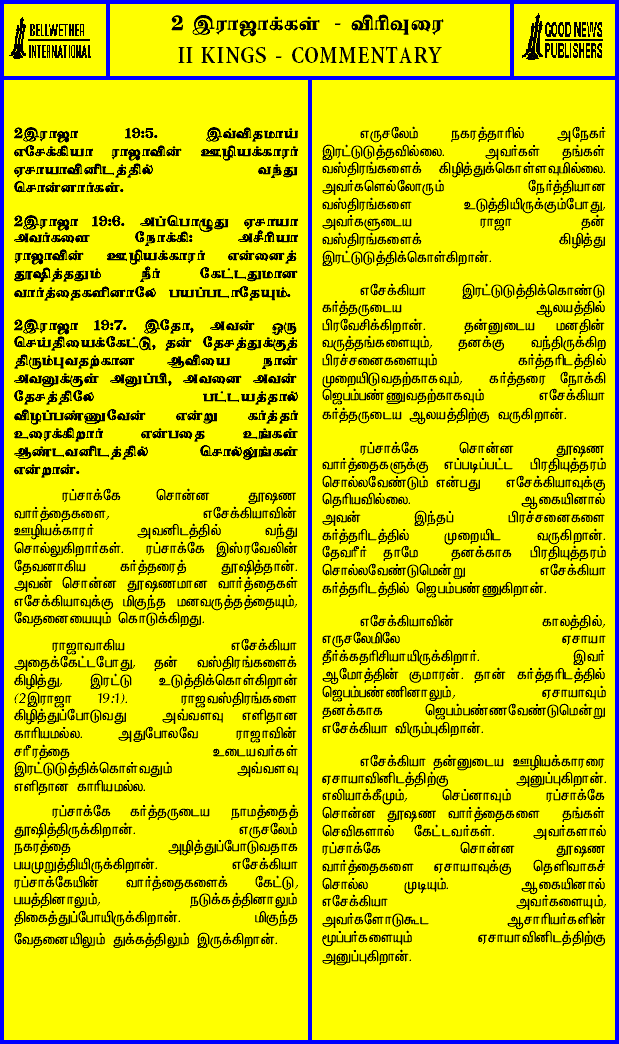 BELLWETHER
INTERNATIONAL
2 இராஜாக்கள் - விரிவுரை
II KINGS - COMMENTARY
GOOD NEWS
PUBLISHERS
2இராஜா 19:5. இவ்விதமாய்
எசேக்கியா ராஜாவின் ஊழியக்காரர்
ஏசாயாவினிடத்தில் வந்து
சொன்னார்கள்.
2இராஜா 19:6. அப்பொழுது ஏசாயா
அவர்களை நோக்கி: அசீரியா
ராஜாவின் ஊழியக்காரர் என்னைத்
தூஷித்ததும் நீர் கேட்டதுமான
வார்த்தைகளினாலே பயப்படாதேயும்.
2இராஜா 19:7. இதோ, அவன் ஒரு
செய்தியைக்கேட்டு, தன் தேசத்துக்குத்
திரும்புவதற்கான ஆவியை நான்
அவனுக்குள் அனுப்பி, அவனை அவன்
தேசத்திலே பட்டயத்தால்
விழப்பண்ணுவேன் என்று கர்த்தர்
உரைக்கிறார் என்பதை உங்கள்
ஆண்டவனிடத்தில் சொல்லுங்கள்
என்றான்.
ரப்சாக்கே சொன்ன தூஷண
வார்த்தைகளை, எசேக்கியாவின்
ஊழியக்காரர் அவனிடத்தில் வந்து
சொல்லுகிறார்கள். ரப்சாக்கே இஸ்ரவேலின்
தேவனாகிய கர்த்தரைத் தூஷித்தான்.
அவன் சொன்ன தூஷணமான வார்த்தைகள்
எசேக்கியாவுக்கு மிகுந்த மனவருத்தத்தையும்,
வேதனையையும் கொடுக்கிறது.
ராஜாவாகிய எசேக்கியா
அதைக்கேட்டபோது, தன் வஸ்திரங்களைக்
கிழித்து, இரட்டு உடுத்திக்கொள்கிறான்
(2இராஜா 19:1). ராஜவஸ்திரங்களை
கிழித்துப்போடுவது அவ்வளவு எளிதான
காரியமல்ல. அதுபோலவே ராஜாவின்
சரீரத்தை உடையவர்கள்
இரட்டுடுத்திக்கொள்வதும் அவ்வளவு
எளிதான காரியமல்ல.
ரப்சாக்கே கர்த்தருடைய நாமத்தைத்
தூஷித்திருக்கிறான். எருசலேம்
நகரத்தை அழித்துப்போடுவதாக
பயமுறுத்தியிருக்கிறான். எசேக்கியா
ரப்சாக்கேயின் வார்த்தைகளைக் கேட்டு,
பயத்தினாலும், நடுக்கத்தினாலும்
திகைத்துப்போயிருக்கிறான். மிகுந்த
வேதனையிலும் துக்கத்திலும் இருக்கிறான்.
எருசலேம் நகரத்தாரில் அநேகர்
இரட்டுடுத்தவில்லை. அவர்கள் தங்கள்
வஸ்திரங்களைக் கிழித்துக்கொள்ளவுமில்லை.
அவர்களெல்லோரும் நேர்த்தியான
வஸ்திரங்களை உடுத்தியிருக்கும்போது,
அவர்களுடைய ராஜா தன்
வஸ்திரங்களைக் கிழித்து
இரட்டுடுத்திக்கொள்கிறான்.
எசேக்கியா இரட்டுடுத்திக்கொண்டு
கர்த்தருடைய ஆலயத்தில்
பிரவேசிக்கிறான். தன்னுடைய மனதின்
வருத்தங்களையும், தனக்கு வந்திருக்கிற
பிரச்சனைகளையும் கர்த்தரிடத்தில்
முறையிடுவதற்காகவும், கர்த்தரை நோக்கி
ஜெபம்பண்ணுவதற்காகவும் எசேக்கியா
கர்த்தருடைய ஆலயத்திற்கு வருகிறான்.
ரப்சாக்கே சொன்ன தூஷண
வார்த்தைகளுக்கு எப்படிப்பட்ட பிரதியுத்தரம்
சொல்லவேண்டும் என்பது எசேக்கியாவுக்கு
தெரியவில்லை. ஆகையினால்
அவன் இந்தப் பிரச்சனைகளை
கர்த்தரிடத்தில் முறையிட வருகிறான்.
தேவரீர் தாமே தனக்காக பிரதியுத்தரம்
சொல்லவேண்டுமென்று எசேக்கியா
கர்த்தரிடத்தில் ஜெபம்பண்ணுகிறான்.
எசேக்கியாவின் காலத்தில்,
எருசலேமிலே ஏசாயா
தீர்க்கதரிசியாயிருக்கிறார். இவர்
ஆமோத்தின் குமாரன். தான் கர்த்தரிடத்தில்
ஜெபம்பண்ணினாலும், ஏசாயாவும்
தனக்காக ஜெபம்பண்ணவேண்டுமென்று
எசேக்கியா விரும்புகிறான்.
எசேக்கியா தன்னுடைய ஊழியக்காரரை
ஏசாயாவினிடத்திற்கு அனுப்புகிறான்.
எலியாக்கீமும், செப்னாவும் ரப்சாக்கே
சொன்ன தூஷண வார்த்தைகளை தங்கள்
செவிகளால் கேட்டவர்கள். அவர்களால்
ரப்சாக்கே சொன்ன தூஷண
வார்த்தைகளை ஏசாயாவுக்கு தெளிவாகச்
சொல்ல முடியும். ஆகையினால்
எசேக்கியா அவர்களையும்,
அவர்களோடுகூட ஆசாரியர்களின்
மூப்பர்களையும் ஏசாயாவினிடத்திற்கு
அனுப்புகிறான்.